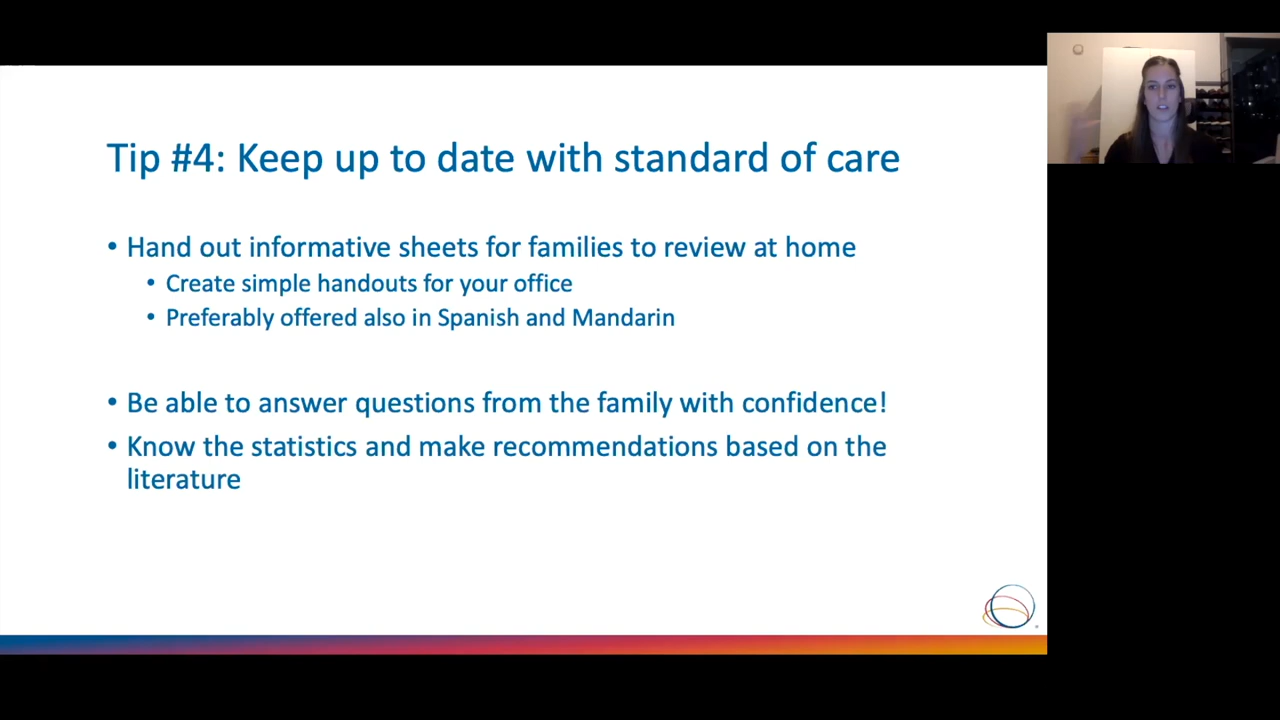 Tip #4: Keep up to date with standard of care
• Hand out informative sheets for families to review at home
• Create simple handouts for your office
• Preferably offered also in Spanish and Mandarin
• Be able to answer questions from the family with confidence!
• Know the statistics and make recommendations based on the
literature